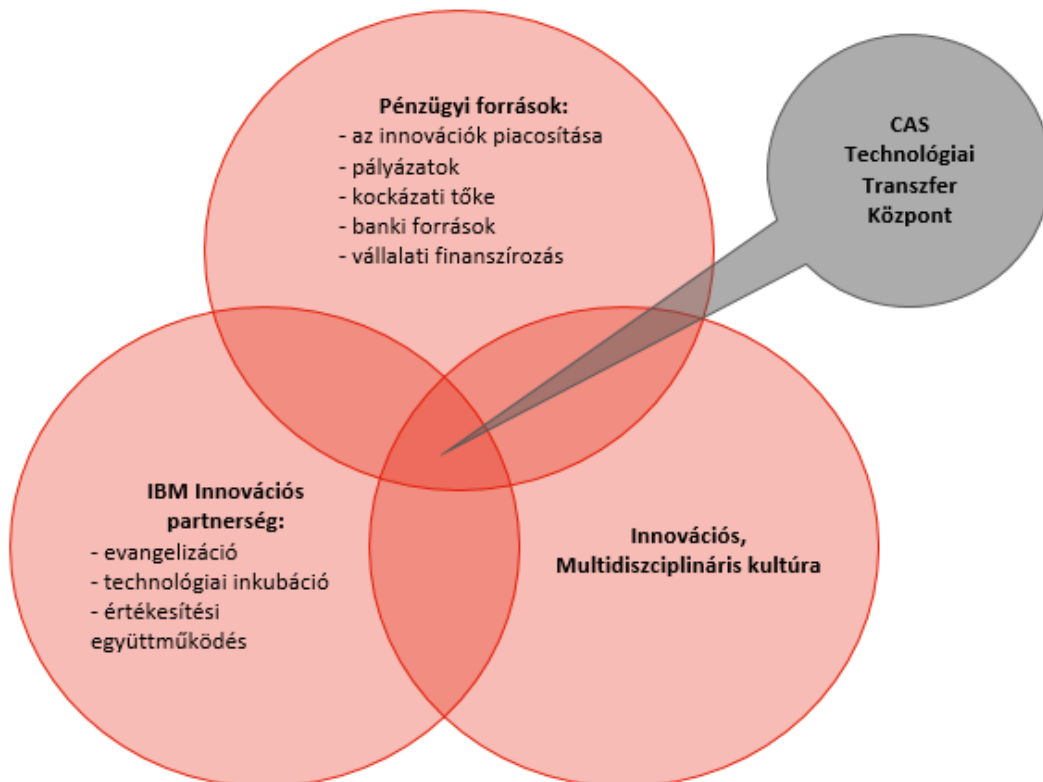 Pénzügyi források:
- az innovációk piacosítása
- pályázatok
- kockázati tőke
- banki források
- vállalati finanszírozás
CAS
Technológiai
Transzfer
Központ
IBM Innovációs
partnerség:
- evangelizáció
- technológiai inkubáció
- értékesítési
együttműködés
Innovációs,
Multidiszciplináris kultúra